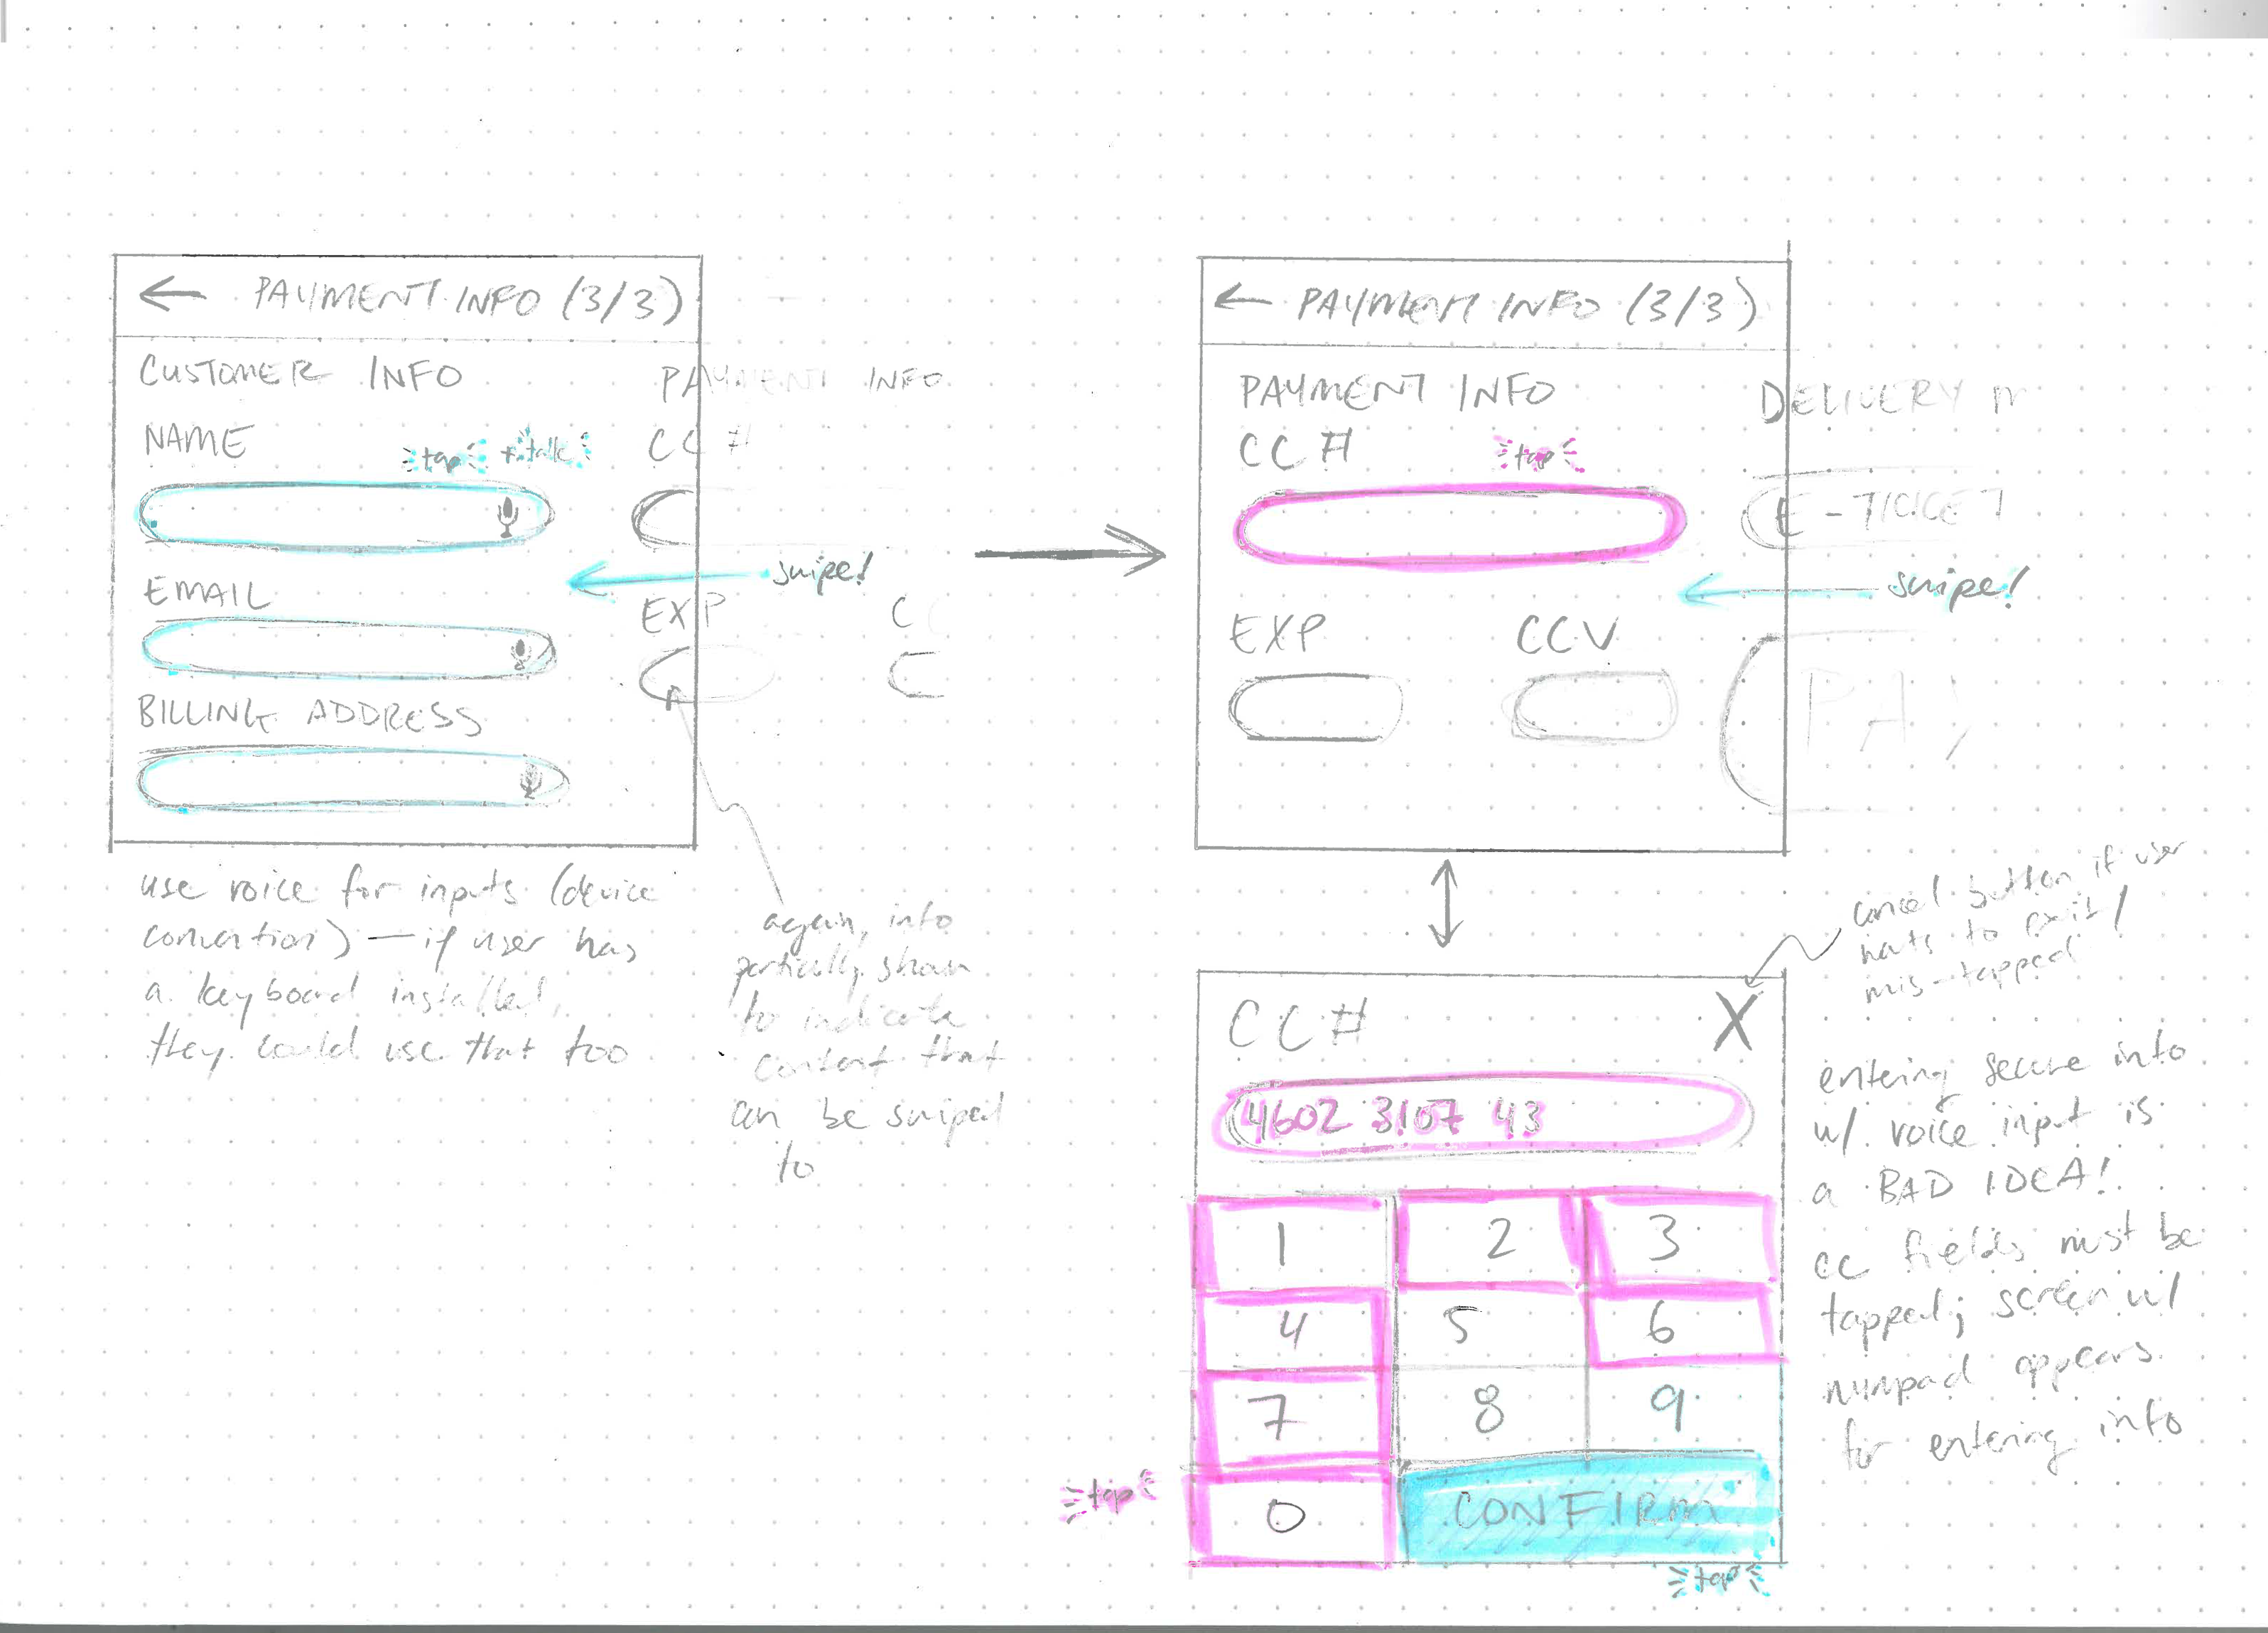 ← PAYMENT INFO (3/3)
CUSTOMER INFO
NAME
tap + talk
EMAIL
BILLING ADDRESS
PAYMENT INFO
CC #
swipe!
EXP
C
use voice for inputs (device
convention) — if user has
a keyboard installed,
they could use that too
again, info
partially shown
to indicate
content that
can be swiped
to
← PAYMENT INFO (3/3)
PAYMENT INFO
CC #
tap
EXP CCV
DELIVERY M
E-TICKET
swipe!
PAY
cancel button if user
wants to exit/
mis-tapped
CC# X
4602 3107 43
1 2 3
4 5 6
7 8 9
0 CONFIRM
tap
tap
entering secure info
w/ voice input is
a BAD IDEA!
cc fields must be
tapped; screen w/
numpad appears
for entering info